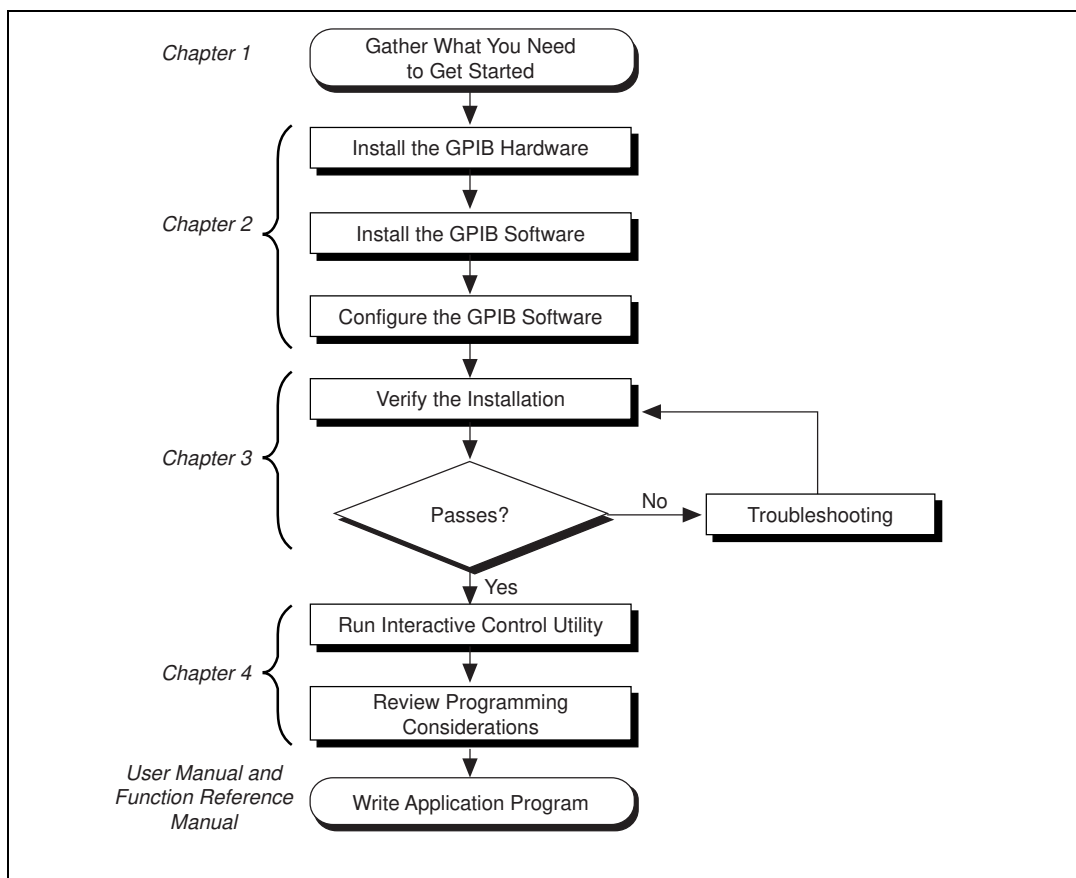 Chapter 1
Gather What You Need
to Get Started
Install the GPIB Hardware
Chapter 2
Install the GPIB Software
Configure the GPIB Software
Verify the Installation
Chapter 3
Passes?
No
Troubleshooting
Yes
Run Interactive Control Utility
Chapter 4
Review Programming
Considerations
User Manual and
Function Reference
Manual
Write Application Program